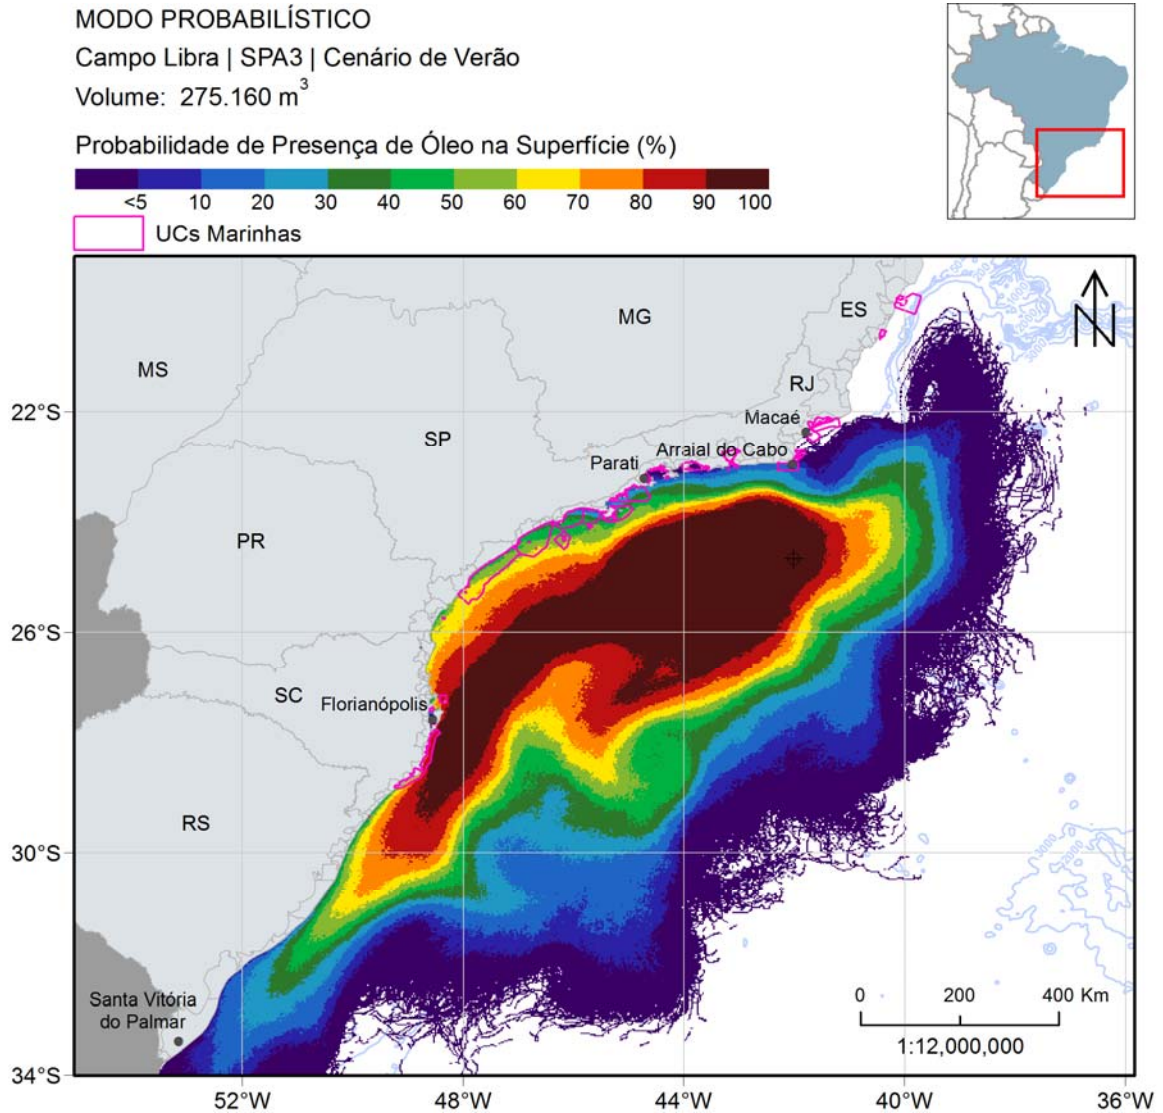 MODO PROBABILÍSTICO
Campo Libra | SPA3 | Cenário de Verão
Volume: 275.160 m³
Probabilidade de Presença de Óleo na Superfície (%)
<5 10 20 30 40 50 60 70 80 90 100
UCs Marinhas
N
ES
MG
MS
RJ
22°S
Macaé
SP
Arraial do Cabo
Parati
PR
26°S
SC
Florianópolis
RS
30°S
Santa Vitória
do Palmar
0 200 400 Km
1:12,000,000
34°S
52°W 48°W 44°W 40°W 36°W